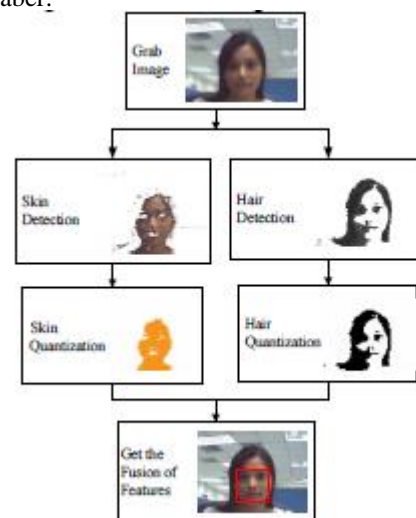 Grab
Image
Skin
Detection
Hair
Detection
Skin
Quantization
Hair
Quantization
Get the
Fusion of
Features